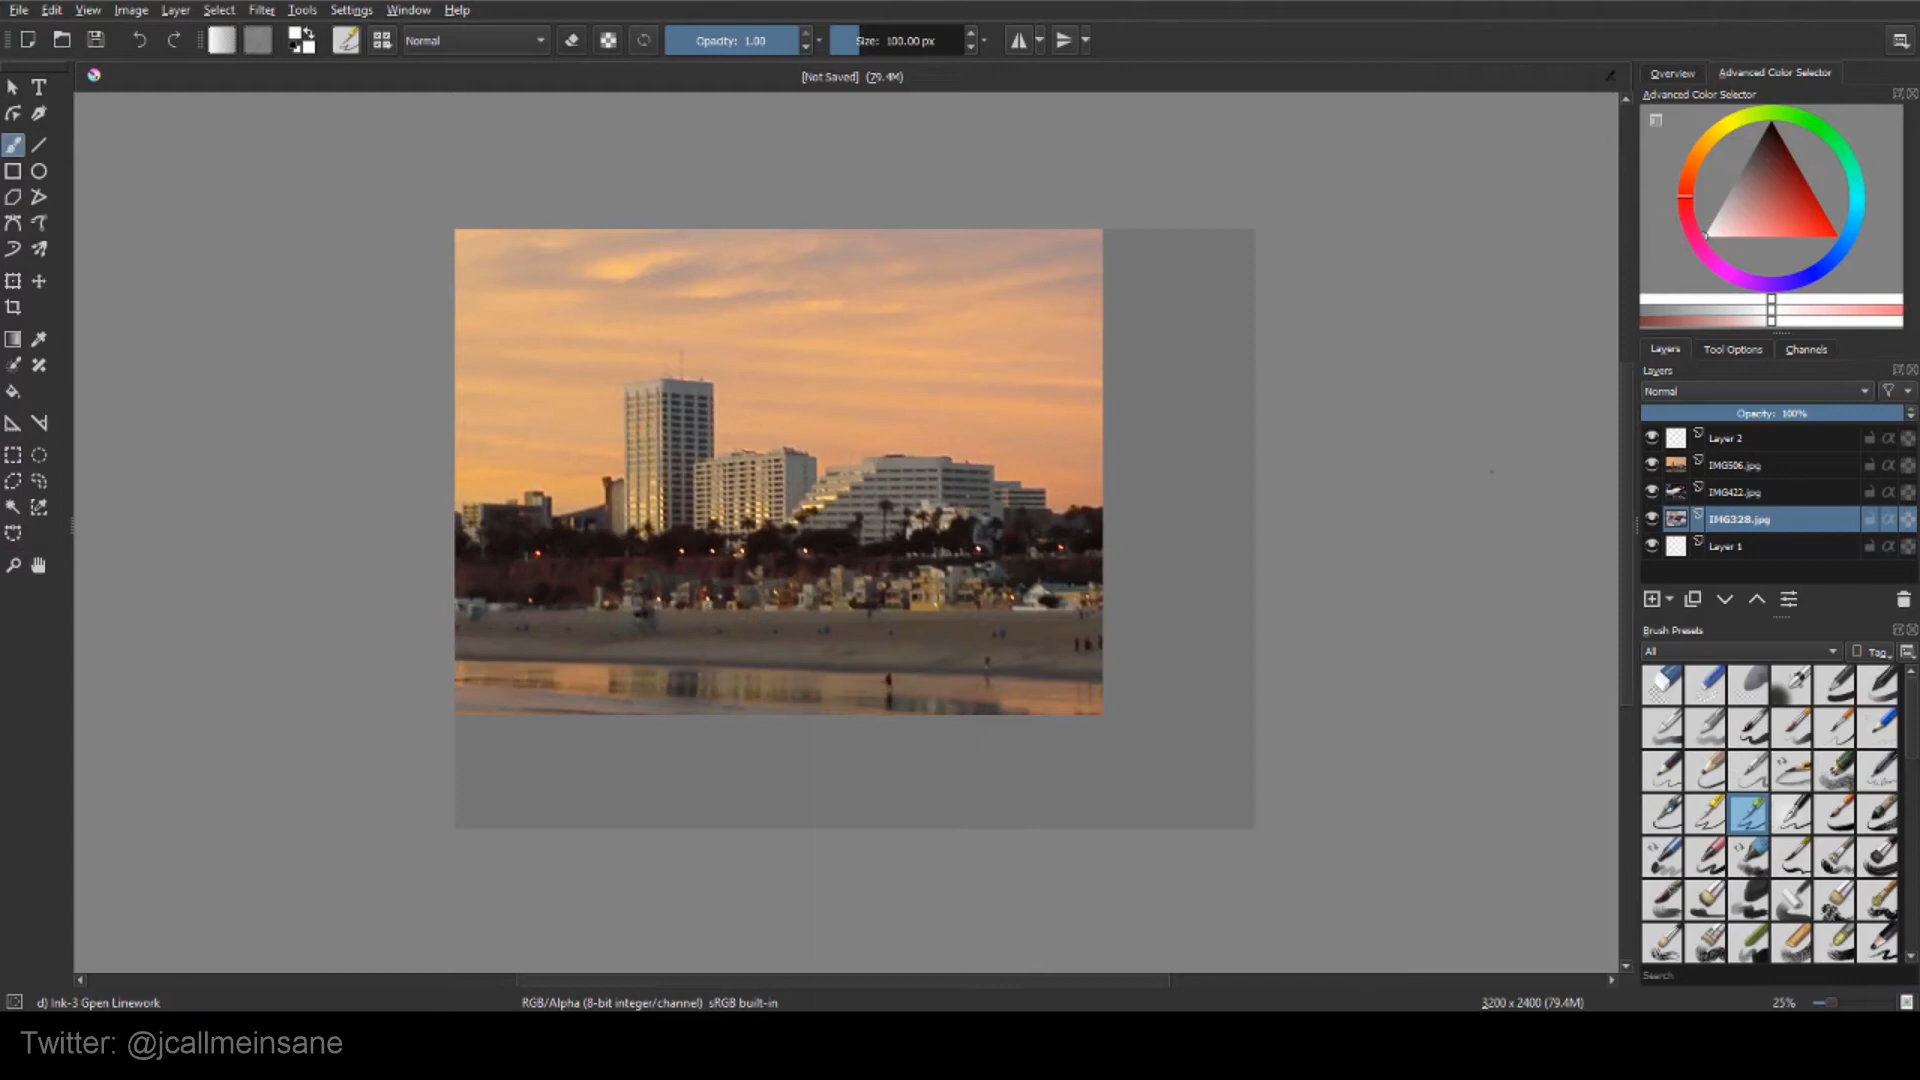 File Edit View Image Layer Select Filter Tools Settings Window Help
Normal
Opacity: 1.00
Size: 100.00 px
[Not Saved] (79.4M)
Overview
Advanced Color Selector
Advanced Color Selector
Layers
Tool Options
Channels
Layers
Normal
Opacity: 100%
Layer 2
IMG506.jpg
IMG422.jpg
IMG328.jpg
Layer 1
Brush Presets
All
Tag
Search
d) Ink-3 Gpen Linework
RGB/Alpha (8-bit integer/channel) sRGB built-in
3200 x 2400 (79.4M)
25%
Twitter: @jcallmeinsane